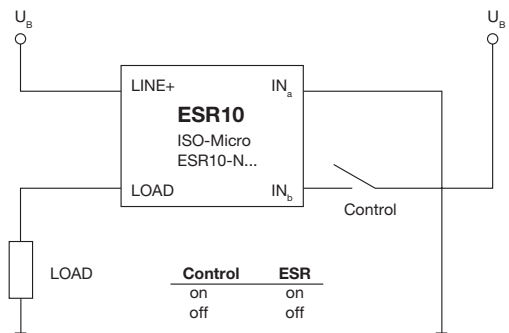 U_B U_B
LINE+ IN_a
ESR10
ISO-Micro
ESR10-N...
LOAD IN_b
Control
LOAD
Control ESR
on on
off off